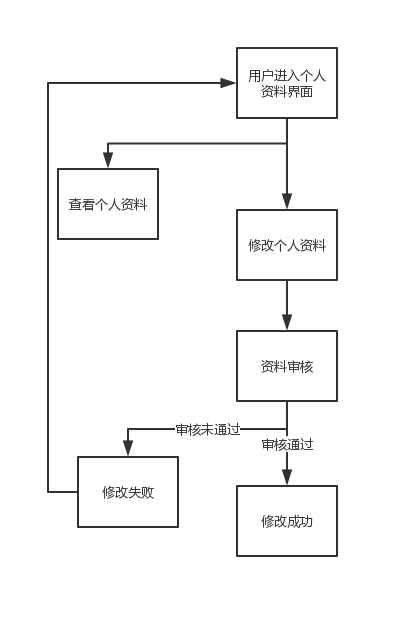 用户进入个人
资料界面
查看个人资料
修改个人资料
资料审核
审核未通过
审核通过
修改失败
修改成功